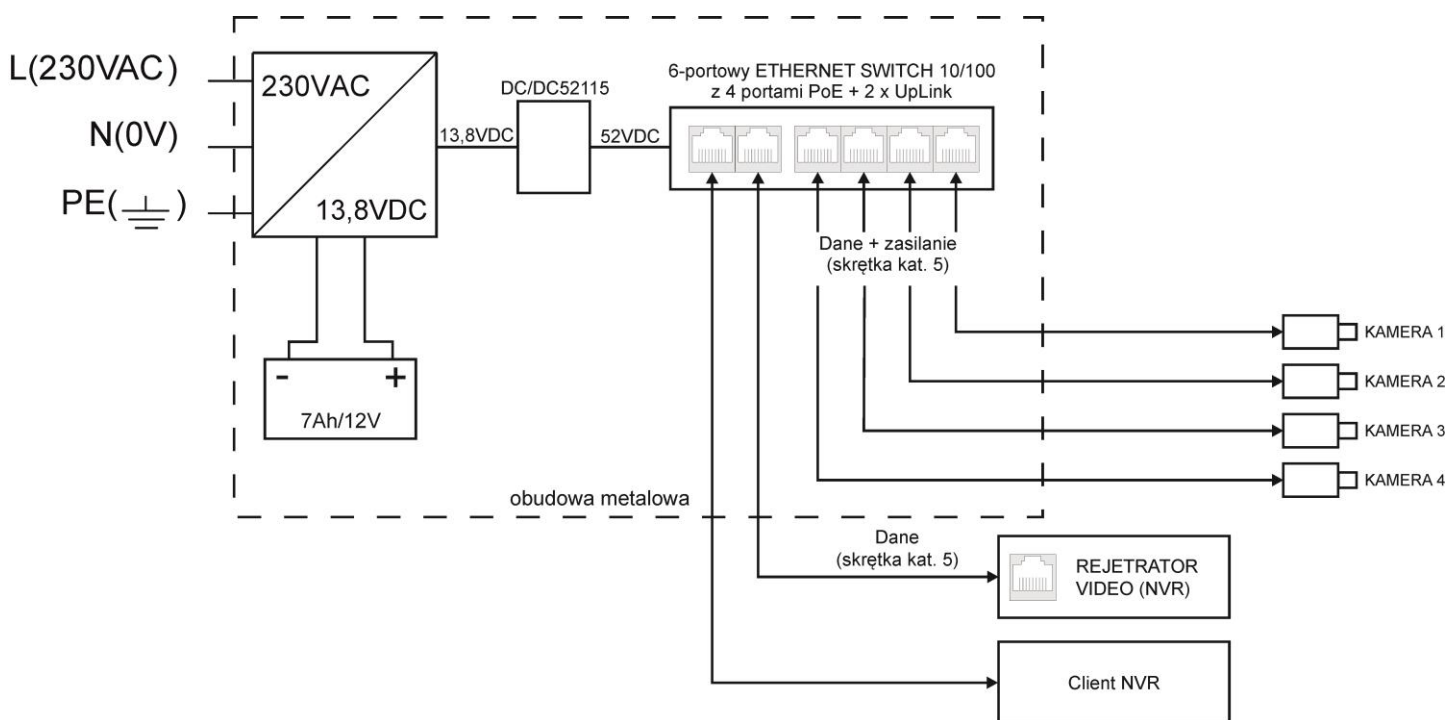 L(230VAC)
N(0V)
PE( )
230VAC
13,8VDC
13,8VDC
DC/DC52115
52VDC
6-portowy ETHERNET SWITCH 10/100
z 4 portami PoE + 2 x UpLink
Dane + zasilanie
(skrętka kat. 5)
- +
7Ah/12V
obudowa metalowa
KAMERA 1
KAMERA 2
KAMERA 3
KAMERA 4
Dane
(skrętka kat. 5)
REJETRATOR
VIDEO (NVR)
Client NVR